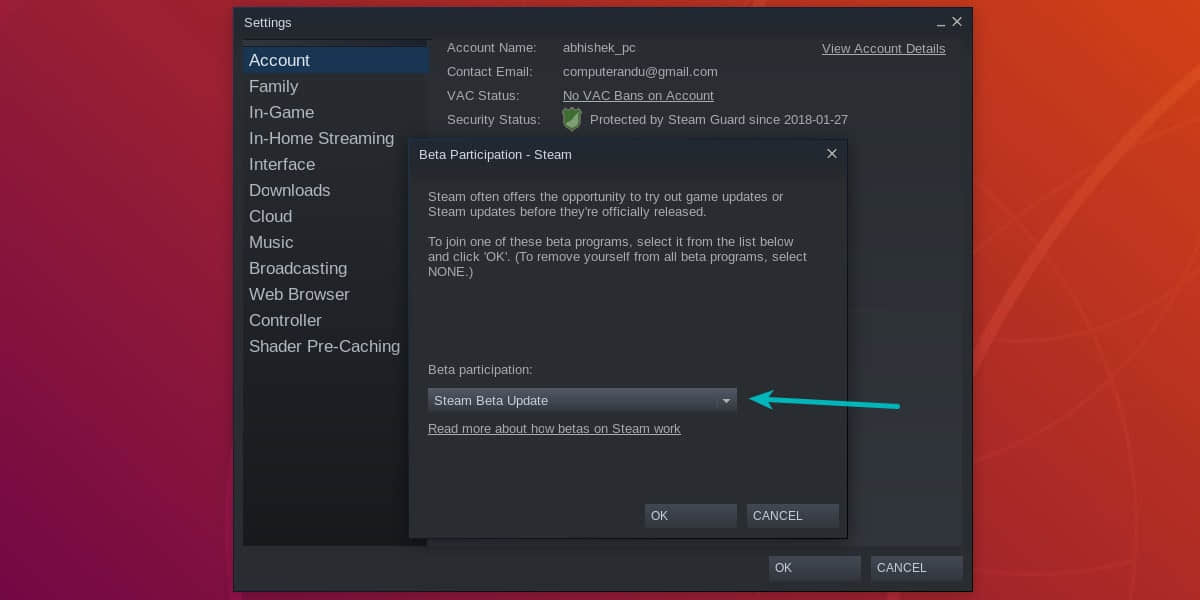 Settings
Account
Family
In-Game
In-Home Streaming
Interface
Downloads
Cloud
Music
Broadcasting
Web Browser
Controller
Shader Pre-Caching
Account Name: abhishek_pc View Account Details
Contact Email: computerandu@gmail.com
VAC Status: No VAC Bans on Account
Security Status: Protected by Steam Guard since 2018-01-27
Beta Participation - Steam
Steam often offers the opportunity to try out game updates or
Steam updates before they're officially released.
To join one of these beta programs, select it from the list below
and click 'OK'. (To remove yourself from all beta programs, select
NONE.)
Beta participation:
Steam Beta Update
Read more about how betas on Steam work
OK CANCEL
OK CANCEL